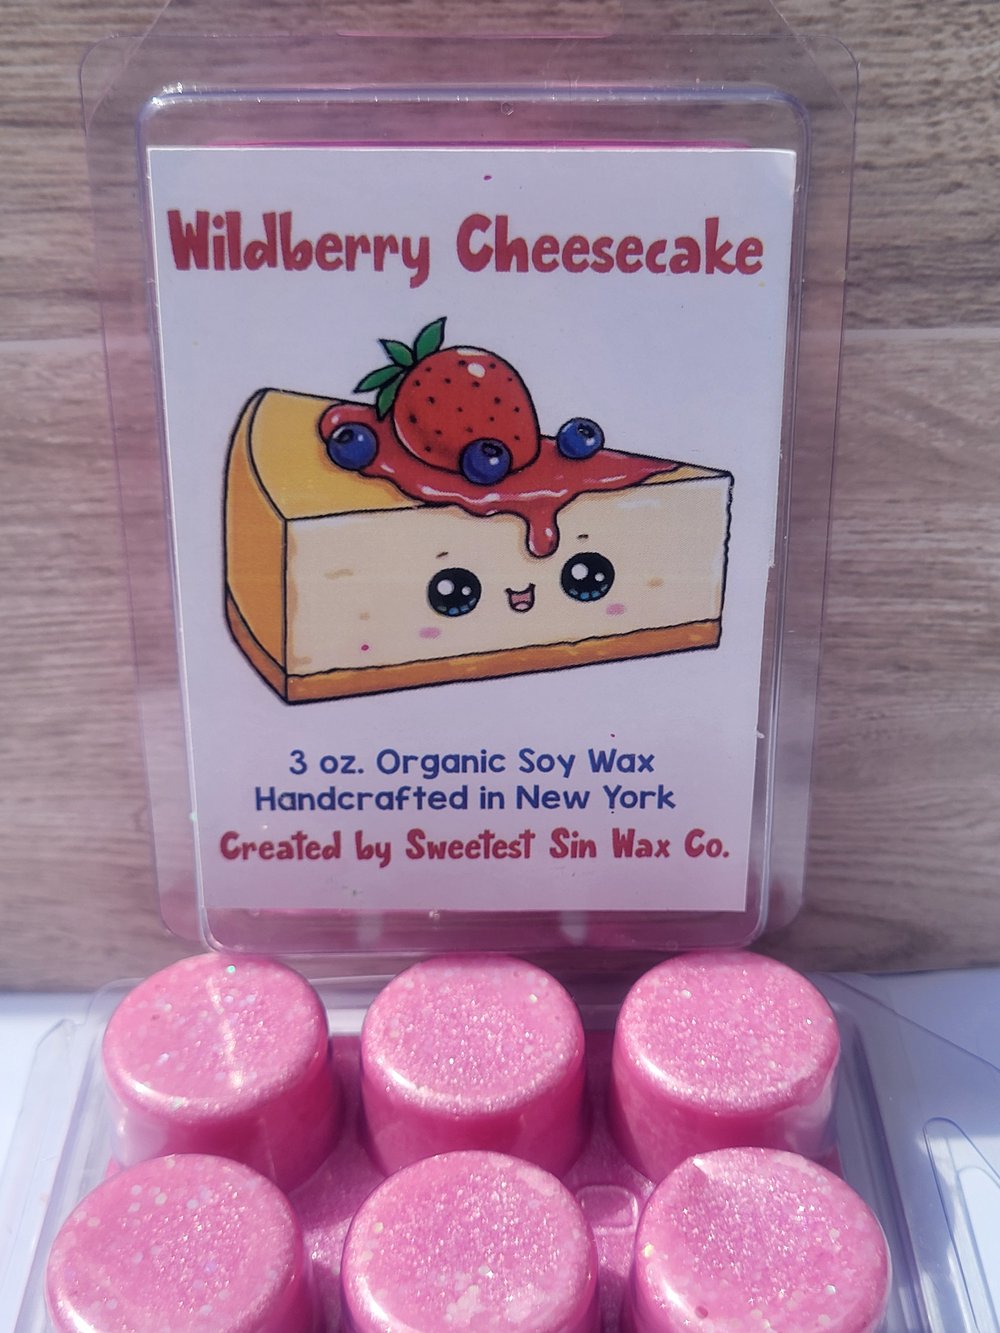 Wildberry Cheesecake
3 oz. Organic Soy Wax
Handcrafted in New York
Created by Sweetest Sin Wax Co.